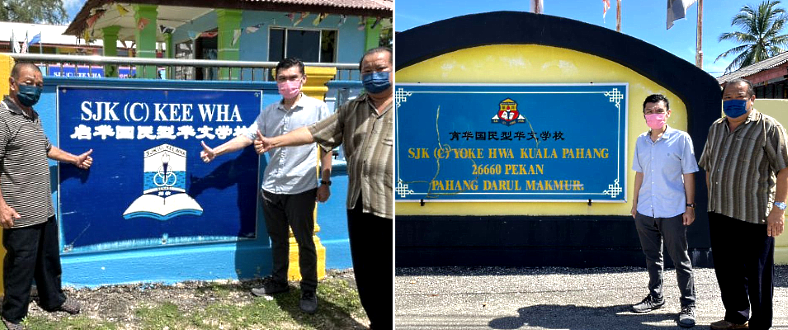 SJK (C) KEE WHA
启华国民型华文学校
育华国民型华文学校
SJK (C) YOKE HWA KUALA PAHANG
26660 PEKAN
PAHANG DARUL MAKMUR.